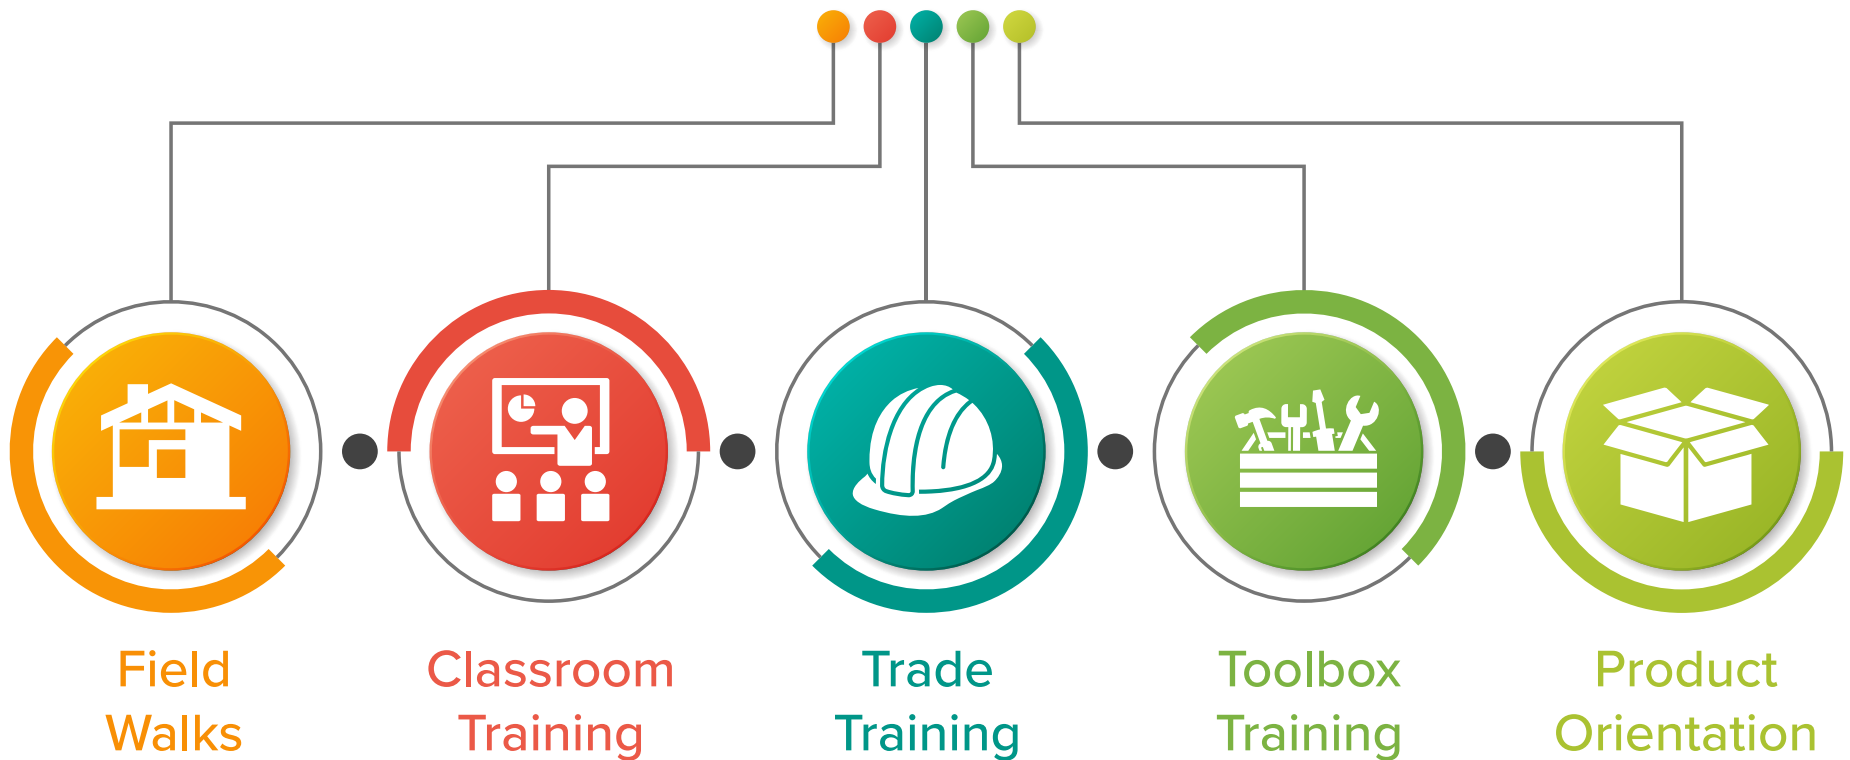 Field
Walks
Classroom
Training
Trade
Training
Toolbox
Training
Product
Orientation